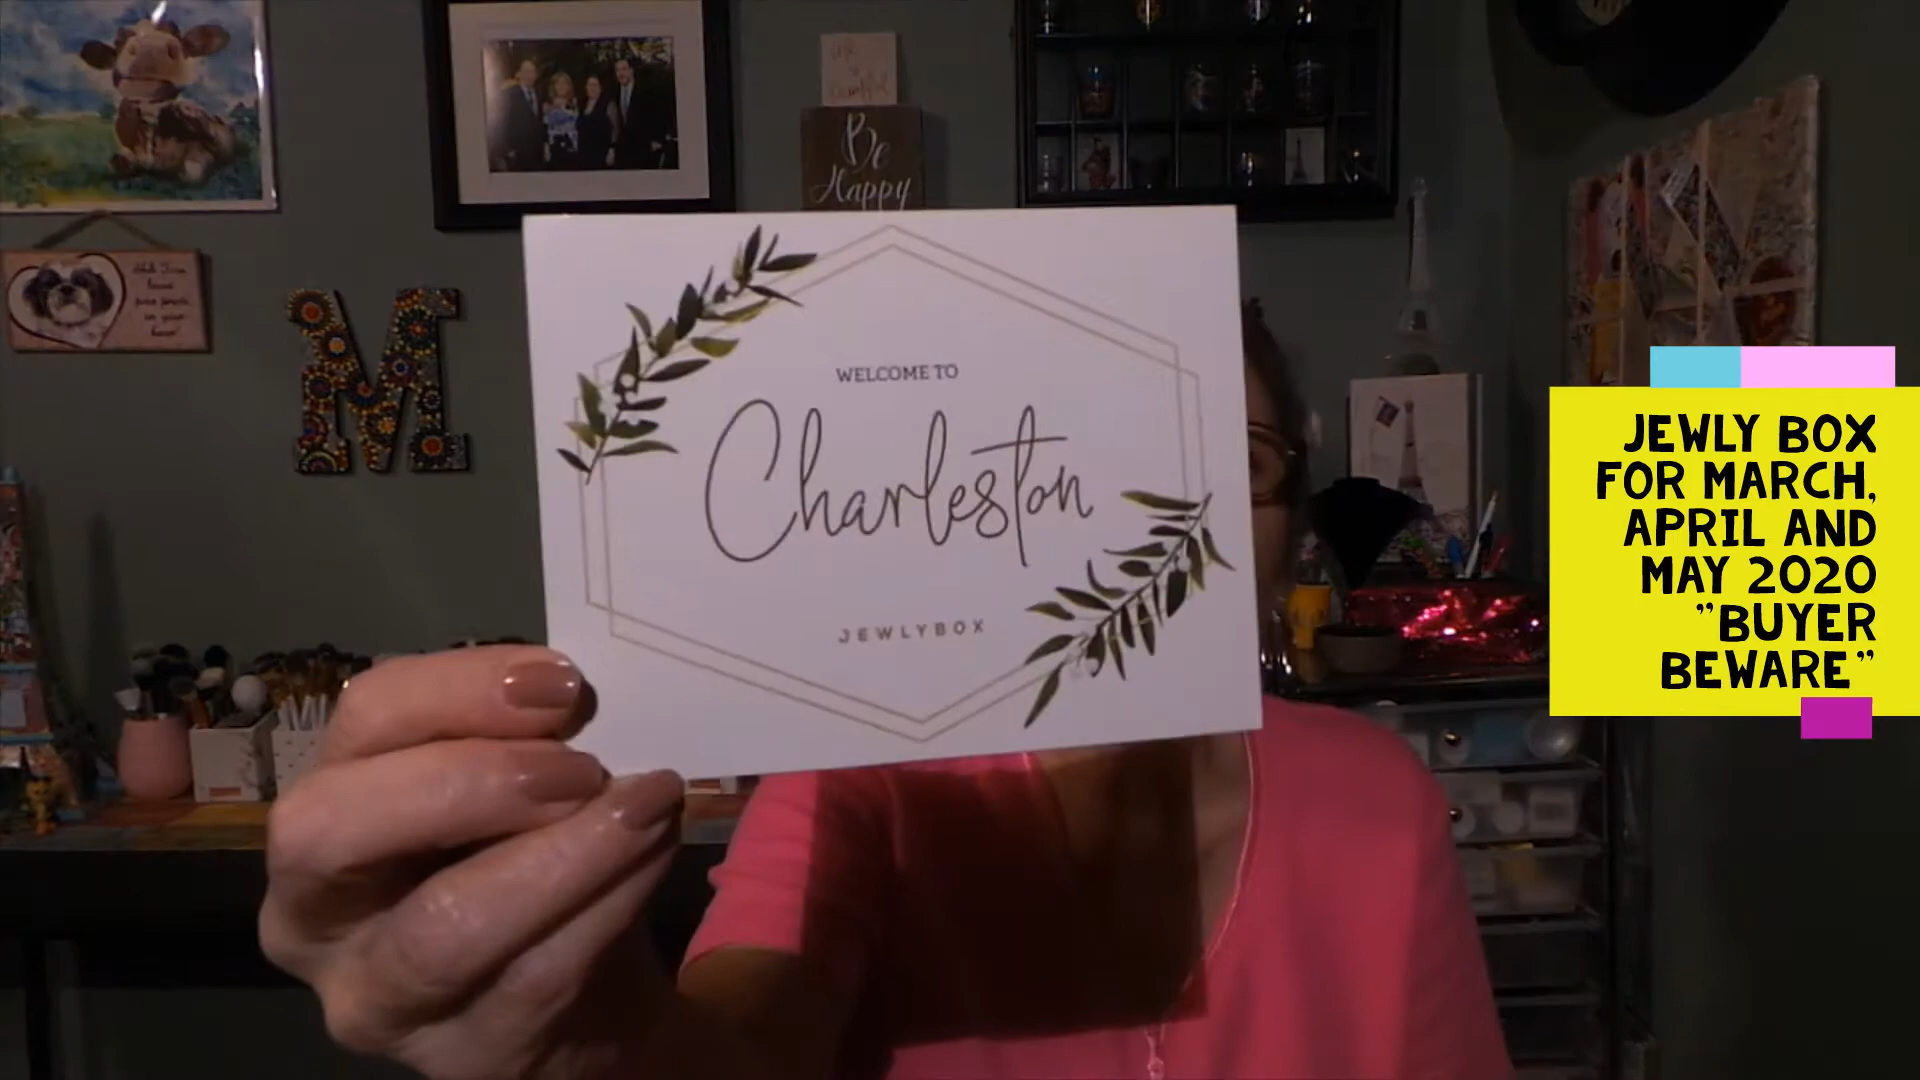 Be
Happy
WELCOME TO
Charleston
JEWLYBOX
JEWLY BOX
FOR MARCH,
APRIL AND
MAY 2020
"BUYER
BEWARE"
M